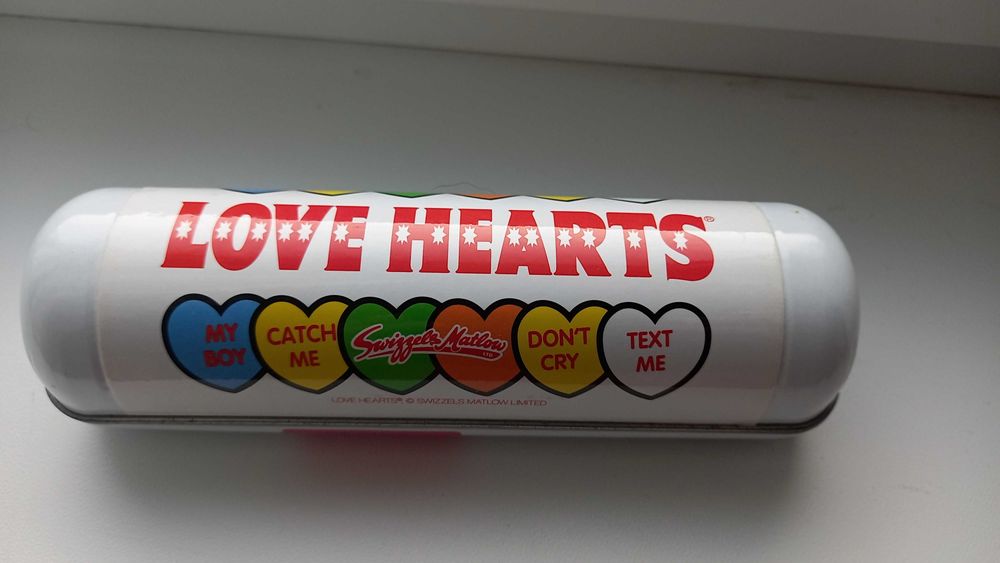 LOVE HEARTS®
MY BOY
CATCH ME
Swizzels Matlow LTD
DON'T CRY
TEXT ME
LOVE HEARTS® © SWIZZELS MATLOW LIMITED